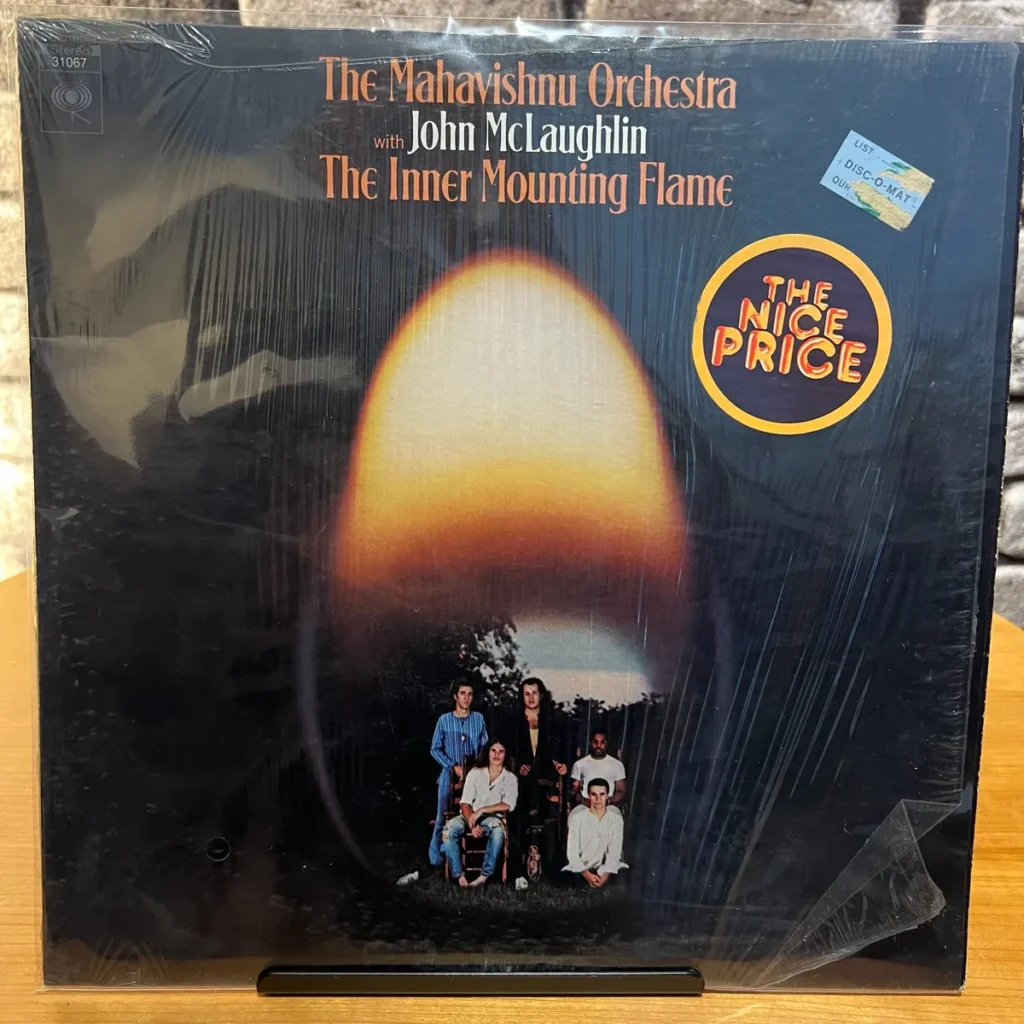 Stereo
31067
The Mahavishnu Orchestra
with John McLaughlin
The Inner Mounting Flame
LIST
DISC-O-MAT
OUR
THE
NICE
PRICE